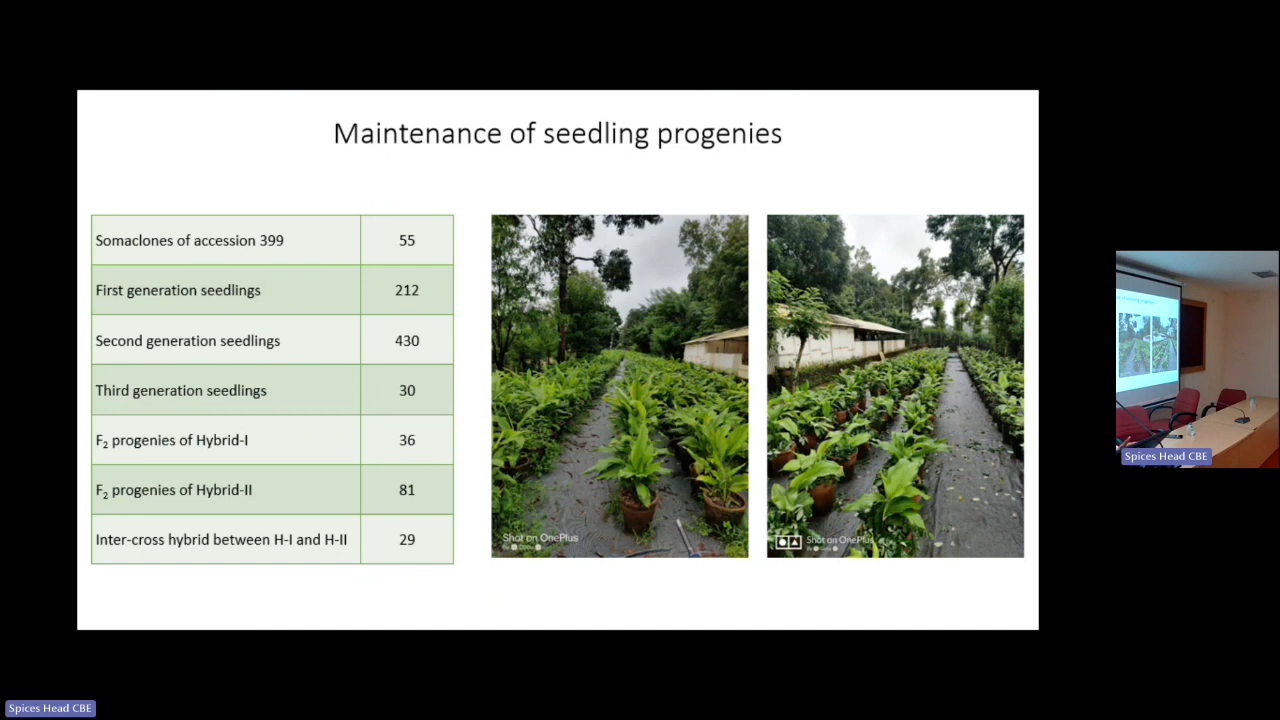 Maintenance of seedling progenies
Somaclones of accession 399 55
First generation seedlings 212
Second generation seedlings 430
Third generation seedlings 30
F₂ progenies of Hybrid-I 36
F₂ progenies of Hybrid-II 81
Inter-cross hybrid between H-I and H-II 29
Shot on OnePlus
Shot on OnePlus
Spices Head CBE
Spices Head CBE